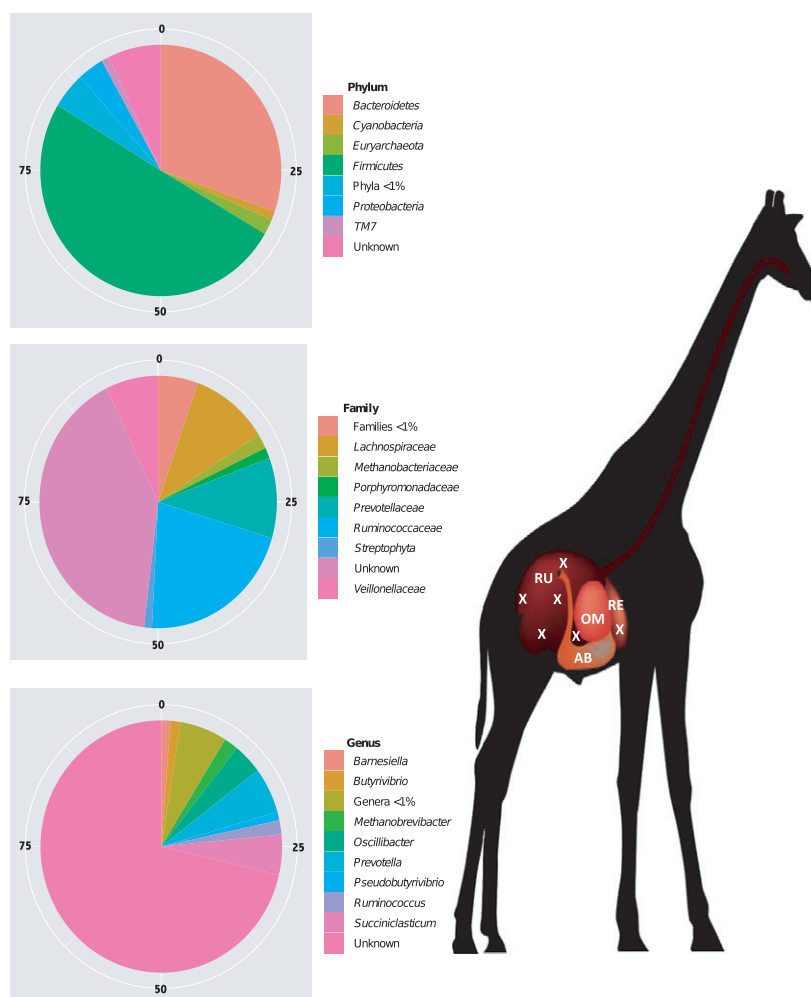 0
25
50
75
Phylum
Bacteroidetes
Cyanobacteria
Euryarchaeota
Firmicutes
Phyla <1%
Proteobacteria
TM7
Unknown
0
25
50
75
Family
Families <1%
Lachnospiraceae
Methanobacteriaceae
Porphyromonadaceae
Prevotellaceae
Ruminococcaceae
Streptophyta
Unknown
Veillonellaceae
0
25
50
75
Genus
Barnesiella
Butyrivibrio
Genera <1%
Methanobrevibacter
Oscillibacter
Prevotella
Pseudobutyrivibrio
Ruminococcus
Succiniclasticum
Unknown
X
RU
X
X
RE
OM
X
X
X
AB